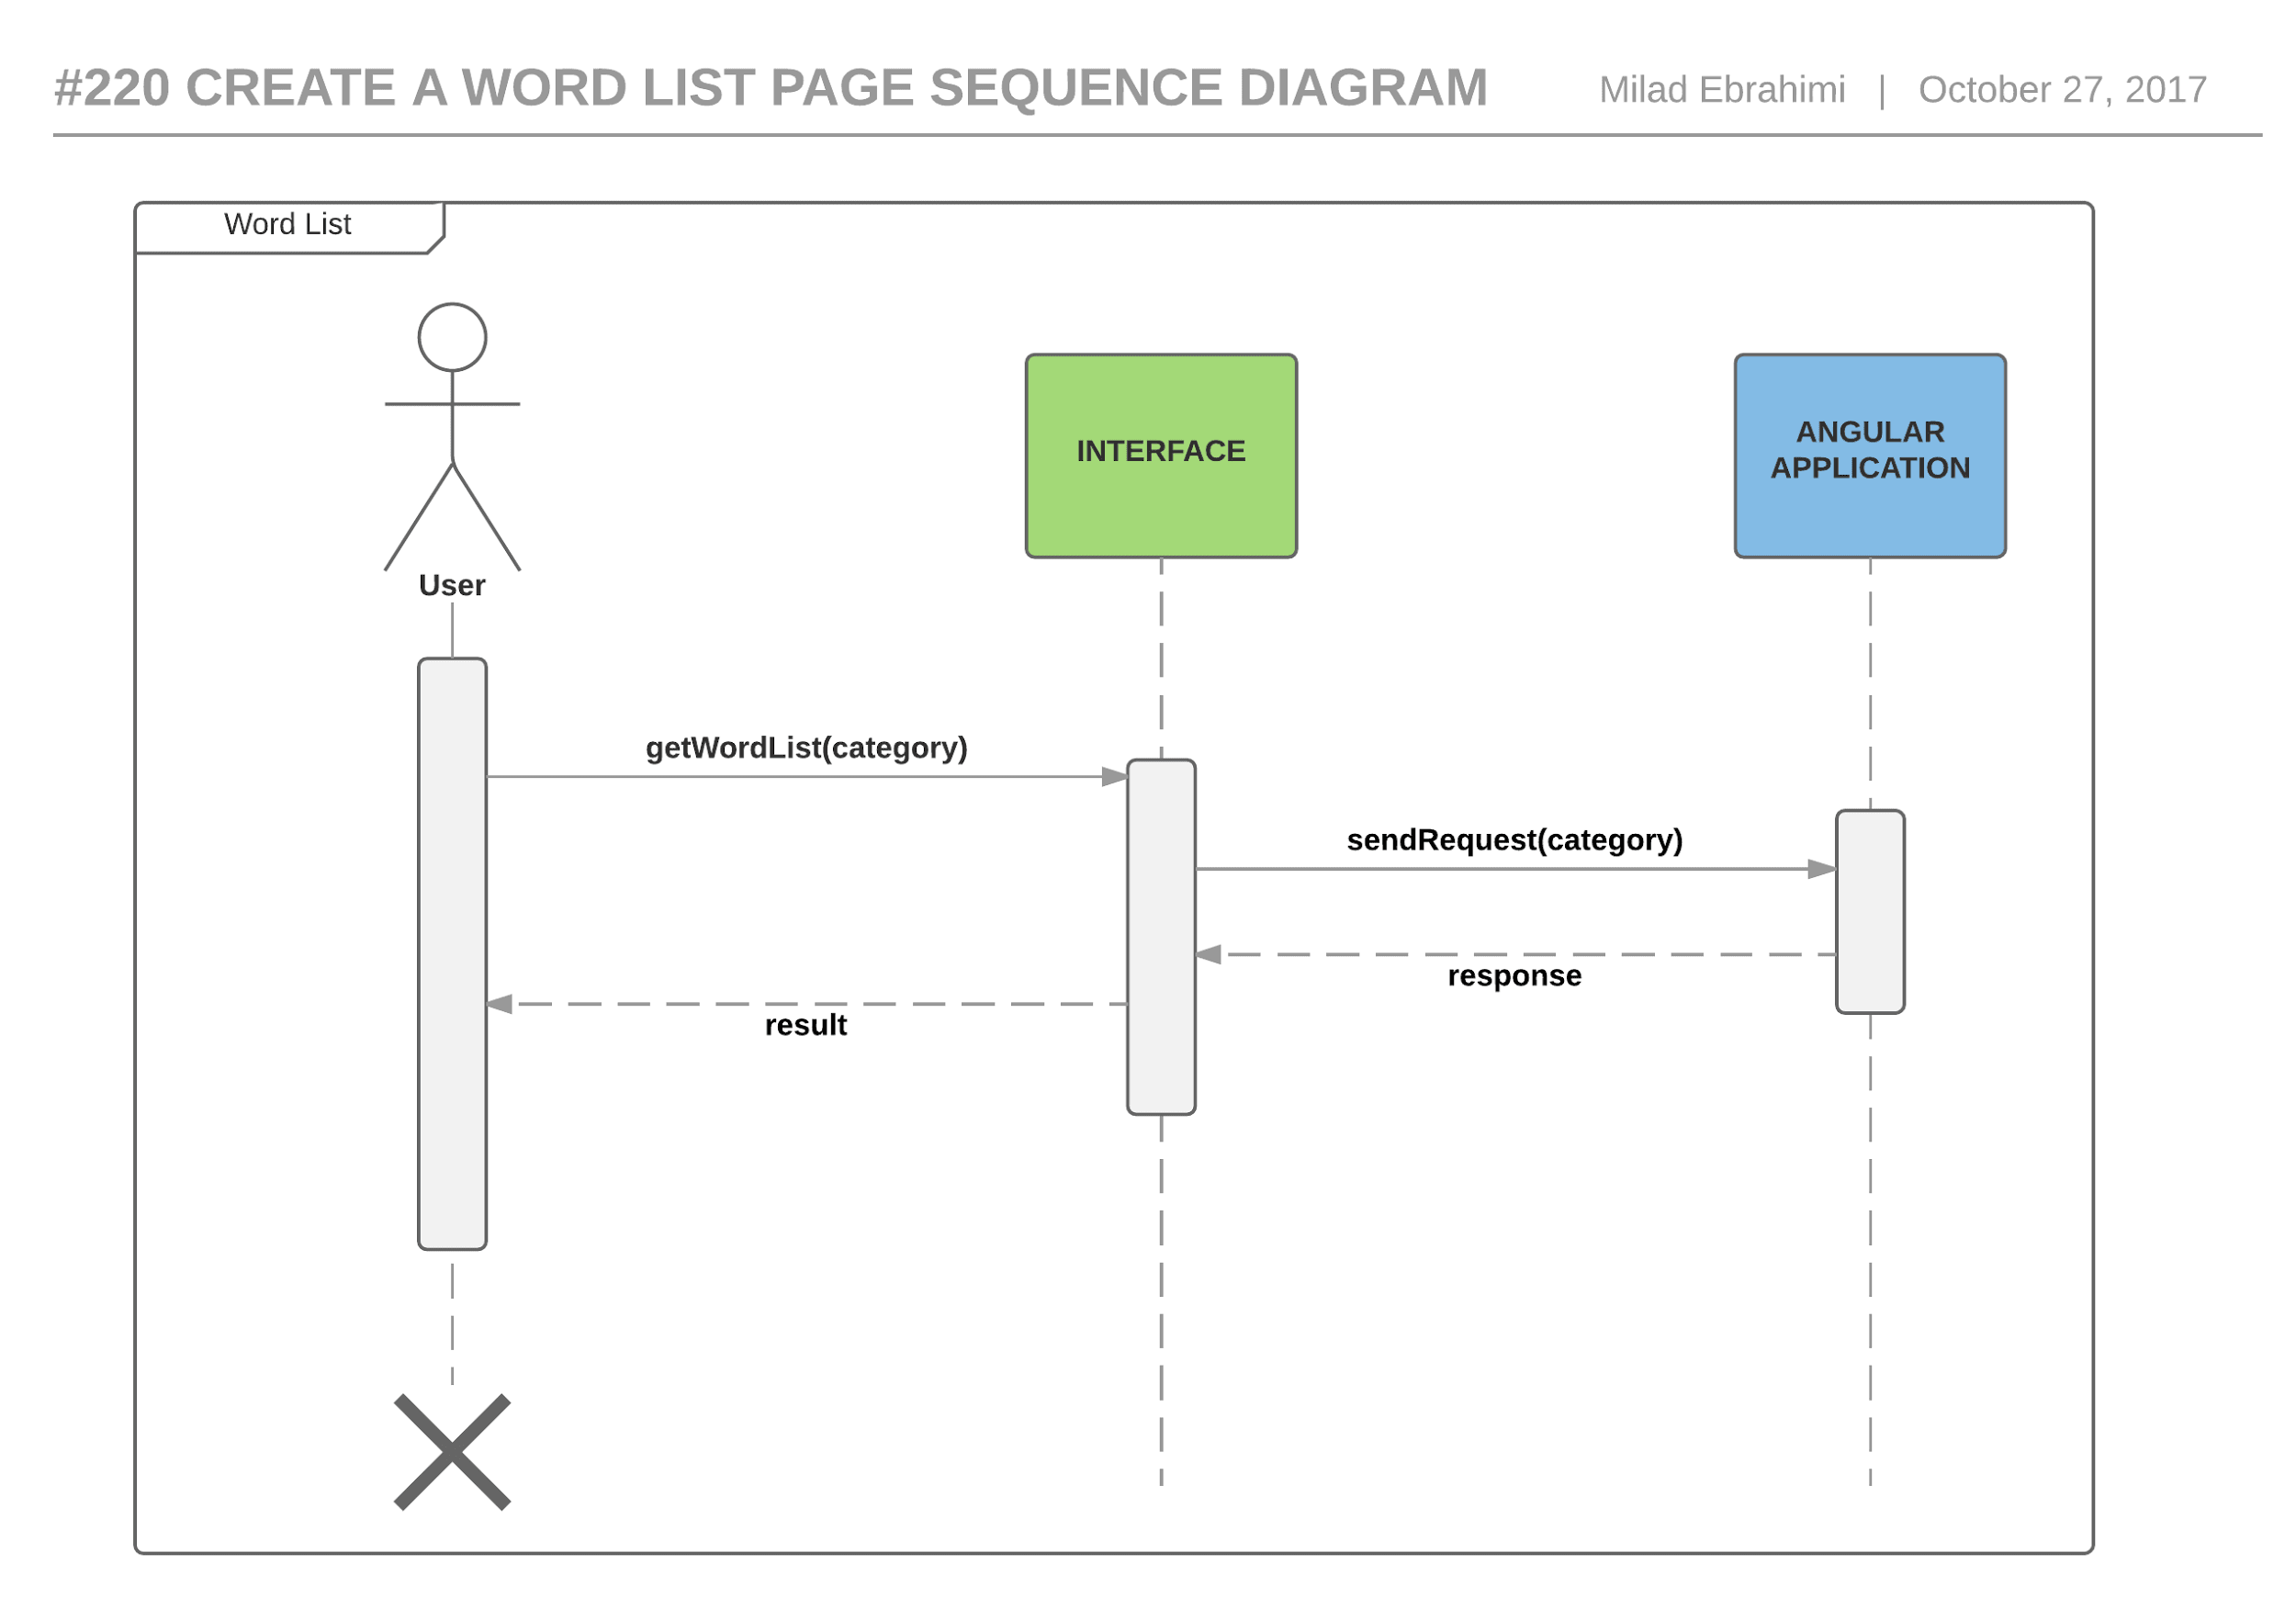 #220 CREATE A WORD LIST PAGE SEQUENCE DIAGRAM
Milad Ebrahimi | October 27, 2017
Word List
INTERFACE
ANGULAR
APPLICATION
User
getWordList(category)
sendRequest(category)
response
result